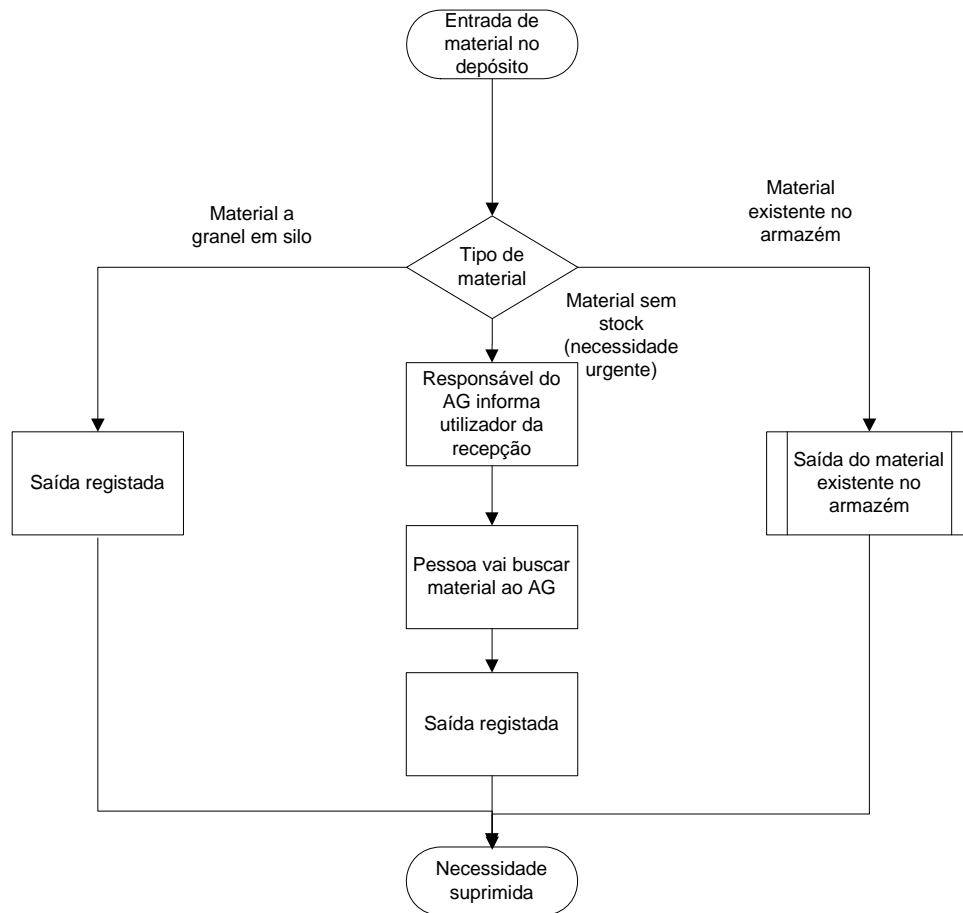 Entrada de
material no
depósito
Material a
granel em silo
Material
existente no
armazém
Tipo de
material
Material sem
stock
(necessidade
urgente)
Responsável do
AG informa
utilizador da
recepção
Saída registada
Saída do material
existente no
armazém
Pessoa vai buscar
material ao AG
Saída registada
Necessidade
suprimida